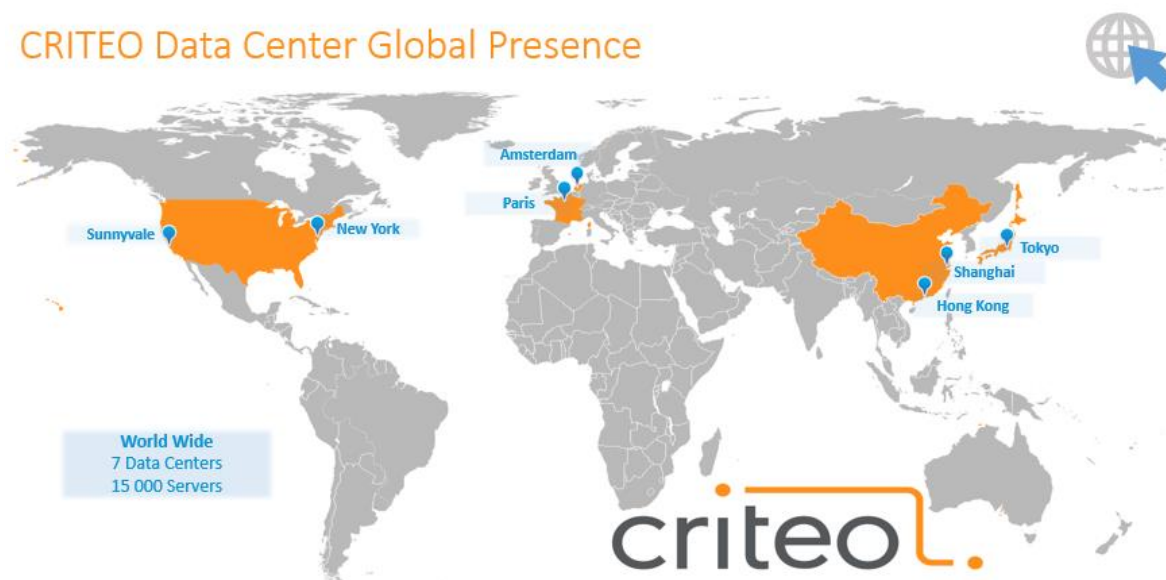 CRITEO Data Center Global Presence
Amsterdam
Paris
Sunnyvale
New York
Tokyo
Shanghai
Hong Kong
World Wide
7 Data Centers
15 000 Servers
criteo